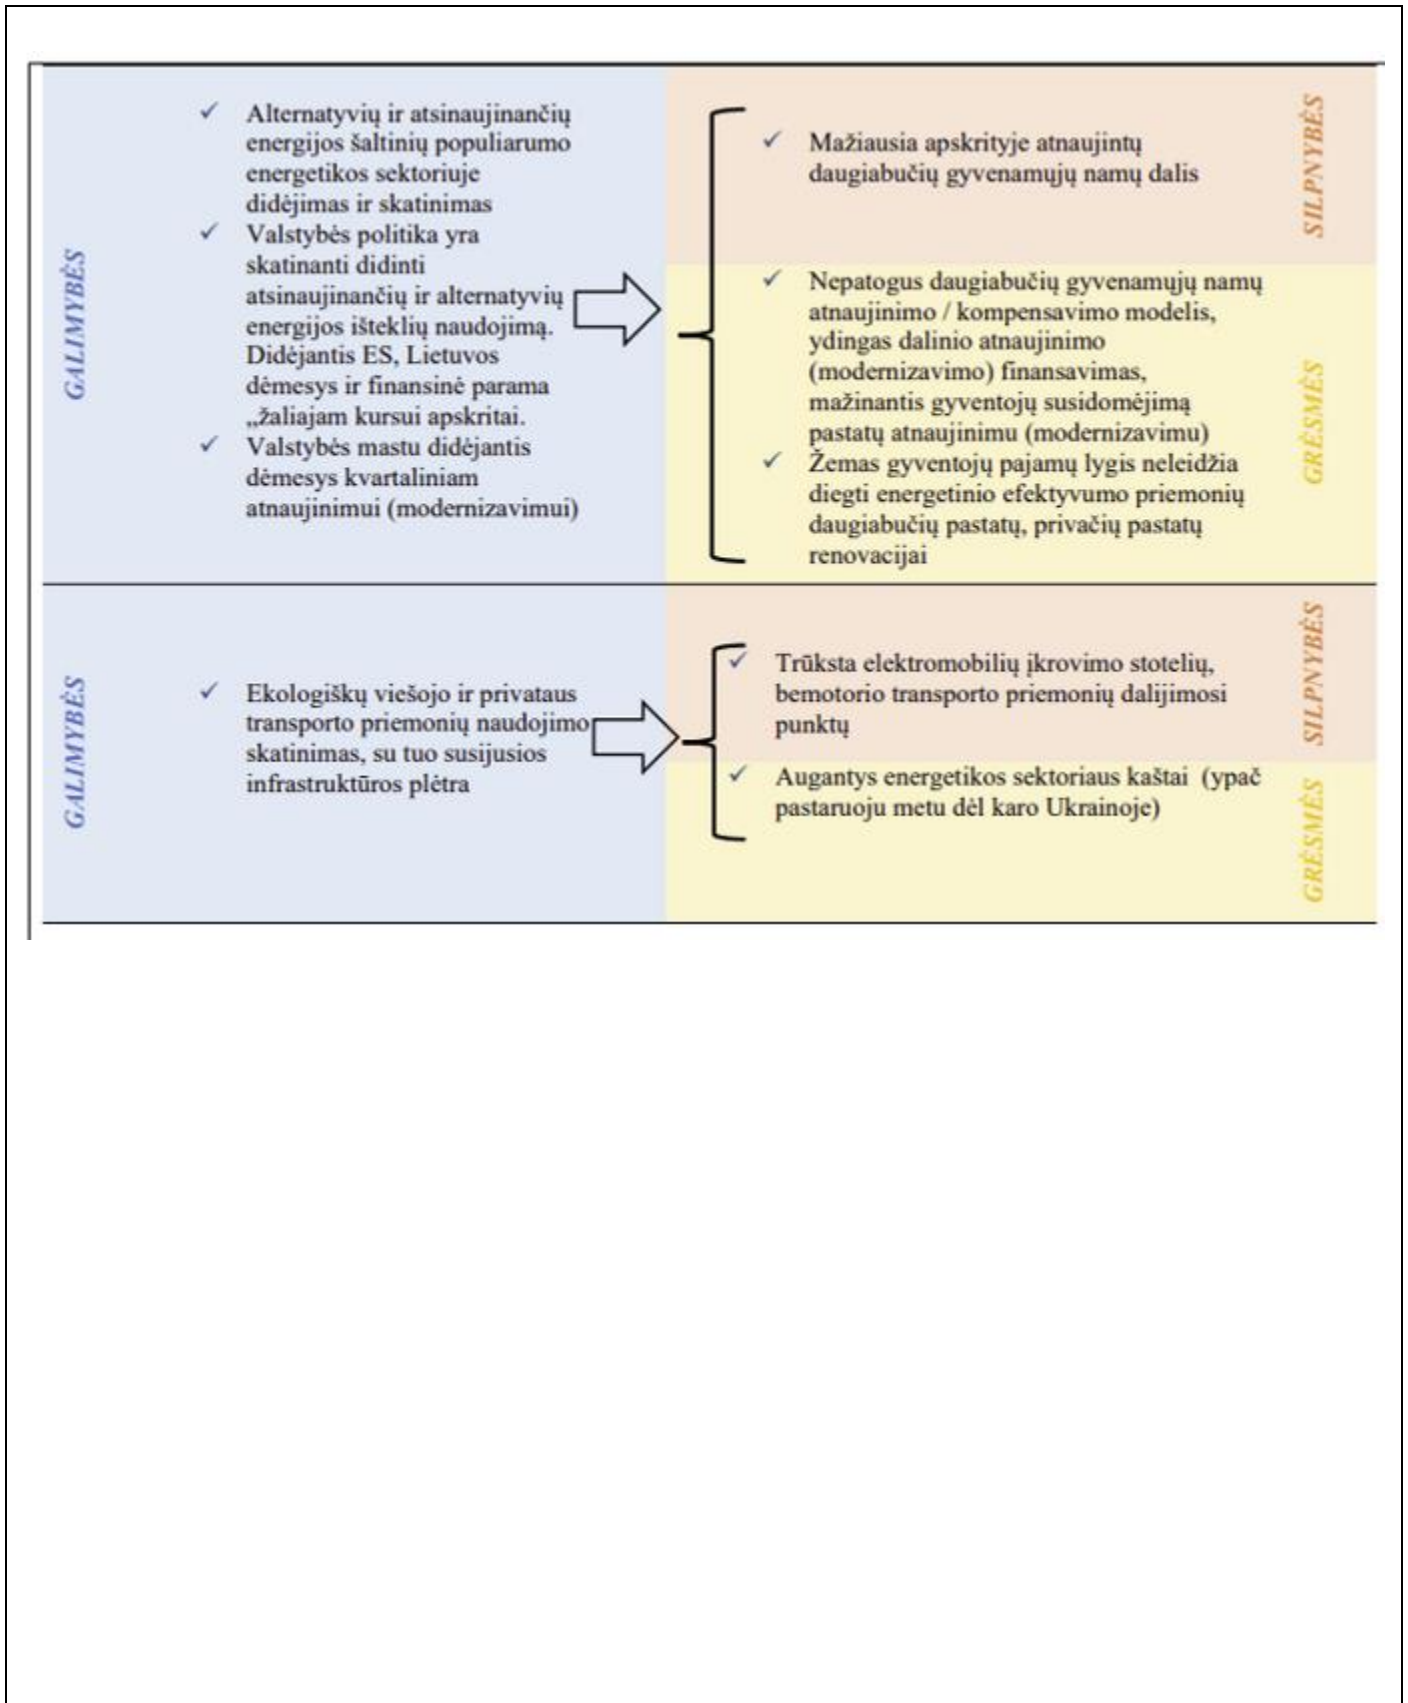 GALIMYBĖS
Alternatyvių ir atsinaujinančių
energijos šaltinių populiarumo
energetikos sektoriuje
didėjimas ir skatinimas
Valstybės politika yra
skatinanti didinti
atsinaujinančių ir alternatyvių
energijos išteklių naudojimą.
Didėjantis ES, Lietuvos
dėmesys ir finansinė parama
„žaliajam kursui apskritai.
Valstybės mastu didėjantis
dėmesys kvartaliniam
atnaujinimui (modernizavimui)
Mažiausia apskrityje atnaujintų
daugiabučių gyvenamųjų namų dalis
SILPNYBĖS
Nepatogus daugiabučių gyvenamųjų namų
atnaujinimo / kompensavimo modelis,
ydingas dalinio atnaujinimo
(modernizavimo) finansavimas,
mažinantis gyventojų susidomėjimą
pastatų atnaujinimu (modernizavimu)
Žemas gyventojų pajamų lygis neleidžia
diegti energetinio efektyvumo priemonių
daugiabučių pastatų, privačių pastatų
renovacijai
GRĖSMĖS
GALIMYBĖS
Ekologiškų viešojo ir privataus
transporto priemonių naudojimo
skatinimas, su tuo susijusios
infrastruktūros plėtra
Trūksta elektromobilių įkrovimo stotelių,
bemotorio transporto priemonių dalijimosi
punktų
SILPNYBĖS
Augantys energetikos sektoriaus kaštai (ypač
pastaruoju metu dėl karo Ukrainoje)
GRĖSMĖS